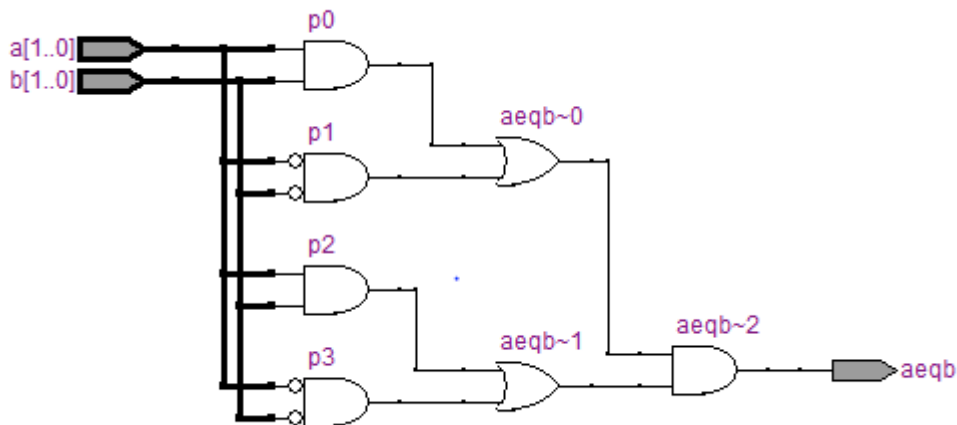 p0
a[1..0]
b[1..0]
aeqb~0
p1
p2
aeqb~2
aeqb~1
p3
aeqb